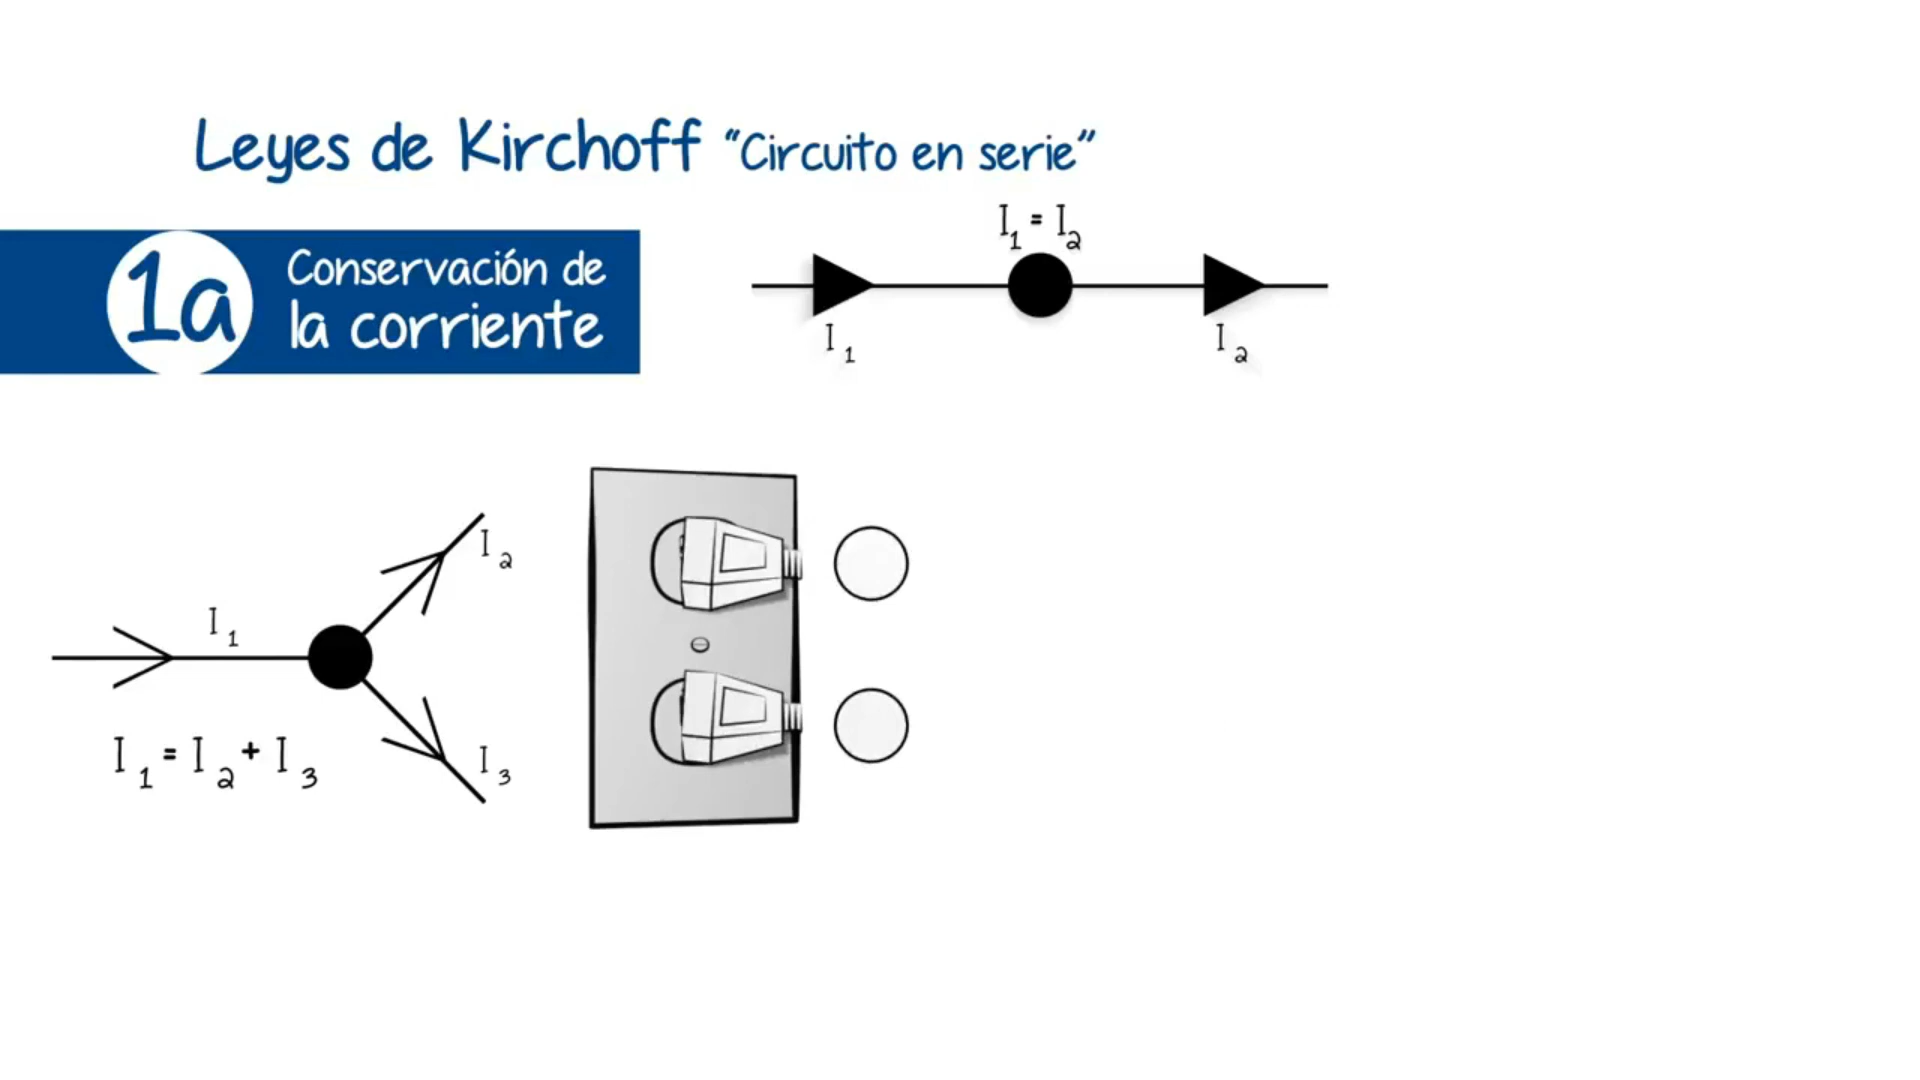 Leyes de Kirchoff “Circuito en serie”
1a
Conservación de
la corriente
I₁ = I₂
I₁
I₂
I₂
I₁
I₁ = I₂ + I₃
I₃